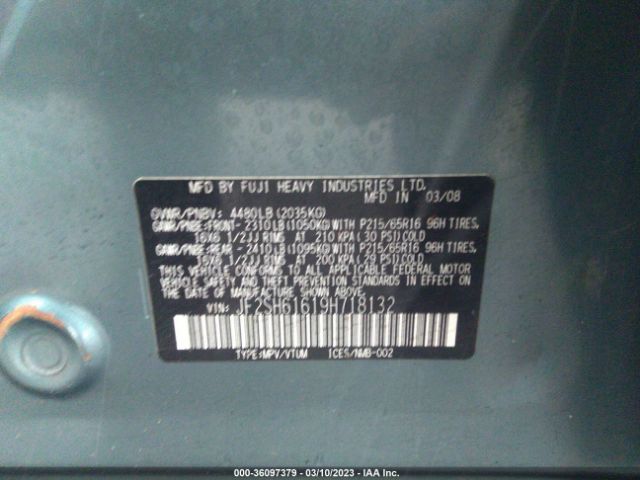 MFD BY FUJI HEAVY INDUSTRIES LTD.
MFD IN 03/08
GVWR/PNBV: 4480LB(2035KG)
GAWR/PNBE:FRONT- 2310LB(1050KG)WITH P215/65R16 96H TIRES,
16X6 1/2JJ RIMS AT 210 KPA(30 PSI)COLD
GAWR/PNBE:REAR- 2410LB(1095KG)WITH P215/65R16 96H TIRES,
16X6 1/2JJ RIMS AT 200 KPA(29 PSI)COLD
THIS VEHICLE CONFORMS TO ALL APPLICABLE FEDERAL MOTOR
VEHICLE SAFETY AND THEFT PREVENTION STANDARDS IN EFFECT ON
THE DATE OF MANUFACTURE SHOWN ABOVE.
VIN: JF2SH61619H718132
TYPE:MPV/VTUM ICES/NMB-002
000-36097379 - 03/10/2023 - IAA Inc.